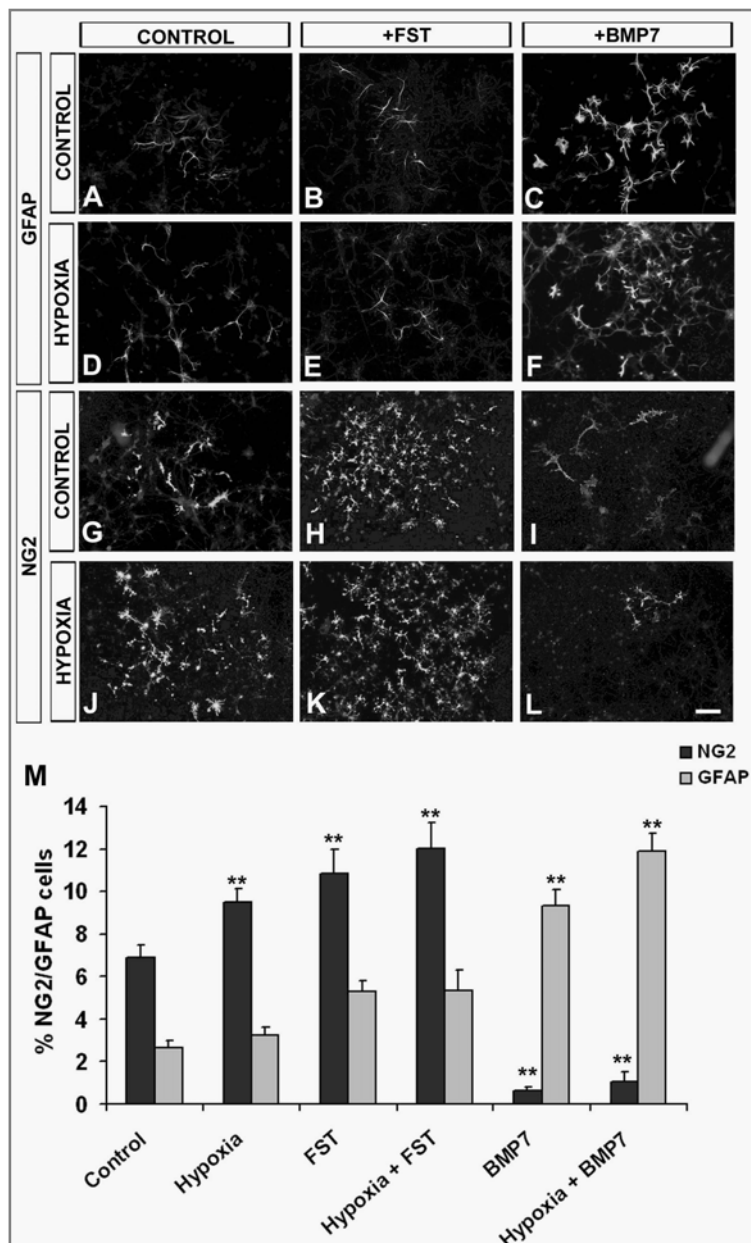 CONTROL +FST +BMP7
GFAP
CONTROL
A B C
HYPOXIA
D E F
NG2
CONTROL
G H I
HYPOXIA
J K L
M
NG2
GFAP
% NG2/GFAP cells
14
12
10
8
6
4
2
0
** ** ** ** ** ** **
Control Hypoxia FST Hypoxia + FST BMP7 Hypoxia + BMP7